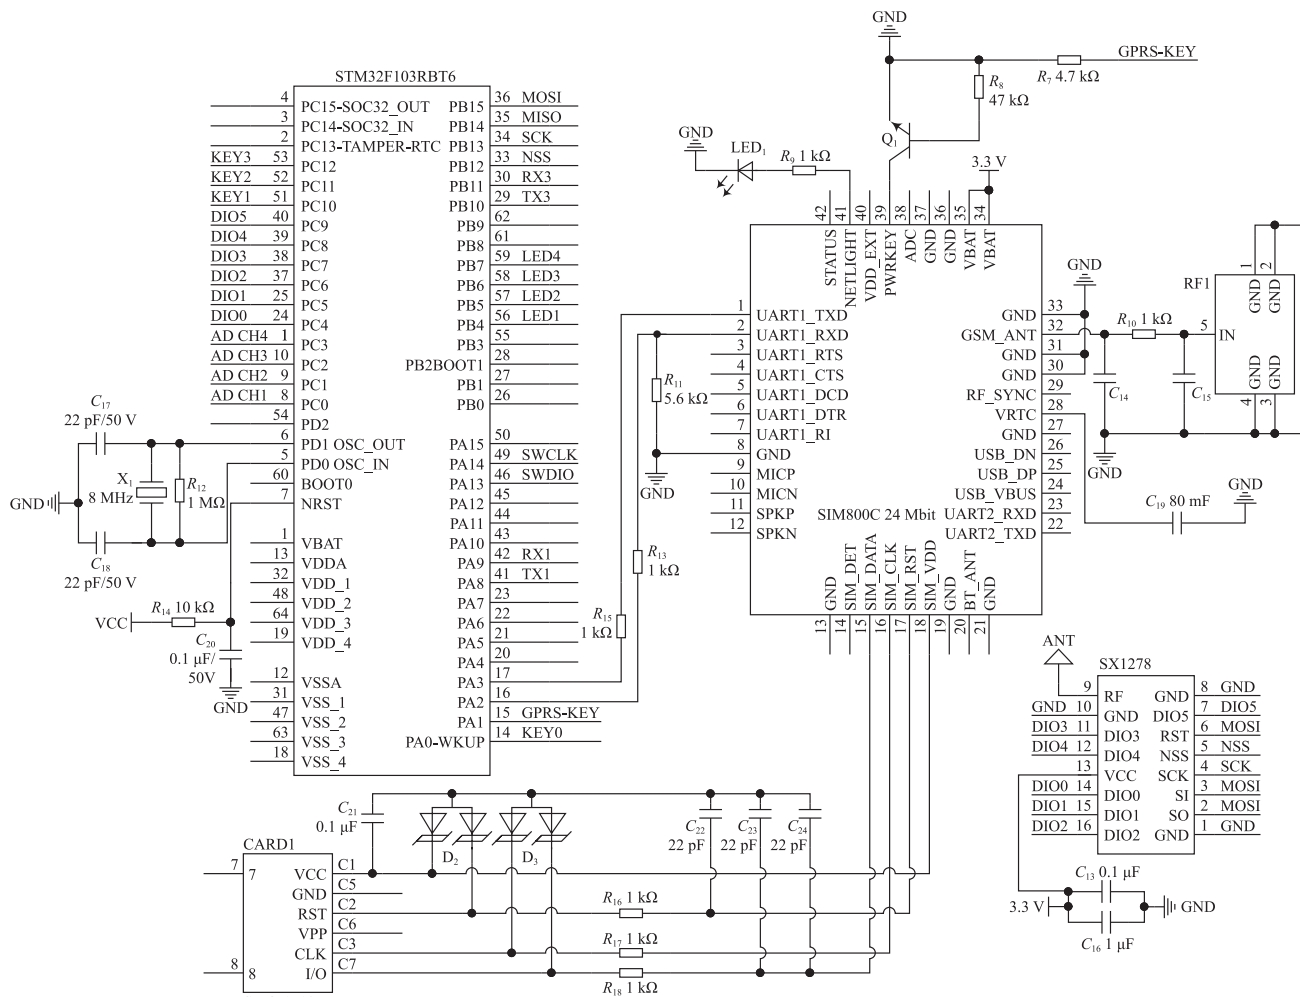 GND
GPRS-KEY
R7 4.7 kΩ
R8
47 kΩ
Q1
GND
LED1
R9 1 kΩ
3.3 V
STM32F103RBT6
4 PC15-SOC32_OUT
3 PC14-SOC32_IN
2 PC13-TAMPER-RTC
KEY3 53 PC12
KEY2 52 PC11
KEY1 51 PC10
DIO5 40 PC9
DIO4 39 PC8
DIO3 38 PC7
DIO2 37 PC6
DIO1 25 PC5
DIO0 24 PC4
AD CH4 1 PC3
AD CH3 10 PC2
AD CH2 9 PC1
AD CH1 8 PC0
54 PD2
6 PD1 OSC_OUT
5 PD0 OSC_IN
60 BOOT0
7 NRST
1 VBAT
13 VDDA
32 VDD_1
48 VDD_2
64 VDD_3
19 VDD_4
12 VSSA
31 VSS_1
47 VSS_2
63 VSS_3
18 VSS_4
PB15 36 MOSI
PB14 35 MISO
PB13 34 SCK
PB12 33 NSS
PB11 30 RX3
PB10 29 TX3
PB9 62
PB8 61
PB7 59 LED4
PB6 58 LED3
PB5 57 LED2
PB4 56 LED1
PB3 55
PB2BOOT1 28
PB1 27
PB0 26
PA15 50
PA14 49 SWCLK
PA13 46 SWDIO
PA12 45
PA11 44
PA10 43
PA9 42 RX1
PA8 41 TX1
PA7 23
PA6 22
PA5 21
PA4 20
PA3 17
PA2 16
PA1 15 GPRS-KEY
PA0-WKUP 14 KEY0
C17
22 pF/50 V
X1
8 MHz
R12
1 MΩ
GND
C18
22 pF/50 V
R14 10 kΩ
VCC
C20
0.1 μF/
50V
GND
R11
5.6 kΩ
GND
R13
1 kΩ
R15
1 kΩ
42 STATUS
41 NETLIGHT
40 VDD_EXT
39 PWRKEY
38 ADC
37 GND
36 GND
35 VBAT
34 VBAT
1 UART1_TXD
2 UART1_RXD
3 UART1_RTS
4 UART1_CTS
5 UART1_DCD
6 UART1_DTR
7 UART1_RI
8 GND
9 MICP
10 MICN
11 SPKP
12 SPKN
SIM800C 24 Mbit
GND 33
GSM_ANT 32
GND 31
GND 30
RF_SYNC 29
VRTC 28
GND 27
USB_DN 26
USB_DP 25
USB_VBUS 24
UART2_RXD 23
UART2_TXD 22
GND 13
SIM_DET 14
SIM_DATA 15
SIM_CLK 16
SIM_RST 17
SIM_VDD 18
GND 19
BT_ANT 20
GND 21
GND
R10 1 kΩ
C14
C15
GND
RF1
1 GND
2 GND
5 IN
4 GND
3 GND
C19 80 mF
GND
ANT
SX1278
9 RF
GND 10 GND
DIO3 11 DIO3
DIO4 12 DIO4
13 VCC
DIO0 14 DIO0
DIO1 15 DIO1
DIO2 16 DIO2
GND 8 GND
DIO5 7 DIO5
RST 6 MOSI
NSS 5 NSS
SCK 4 SCK
SI 3 MOSI
SO 2 MOSI
GND 1 GND
C13 0.1 μF
3.3 V
GND
C16 1 μF
C21
0.1 μF
D2
D3
C22
22 pF
C23
22 pF
C24
22 pF
CARD1
7 7
8 8
VCC C1
GND C5
RST C2
VPP C6
CLK C3
I/O C7
R16 1 kΩ
R17 1 kΩ
R18 1 kΩ